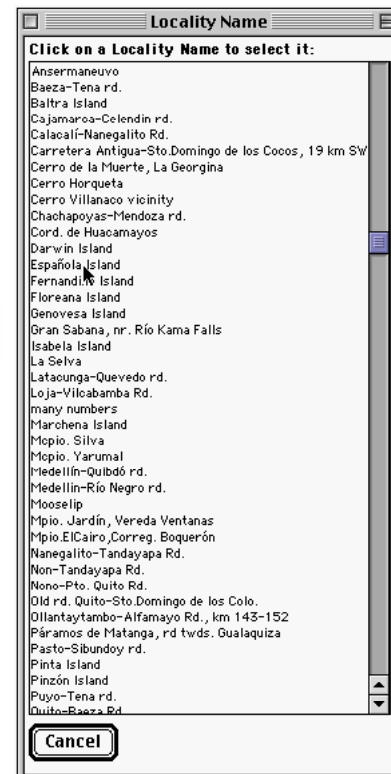 Locality Name
Click on a Locality Name to select it:
Ansermaneuvo
Baeza-Tena rd.
Baltra Island
Cajamarca-Celendin rd.
Calacalí-Nanegalito Rd.
Carretera Antigua-Sto.Domingo de los Cocos, 19 km SW
Cerro de la Muerte, La Georgina
Cerro Horqueta
Cerro Villanaco vicinity
Chachapoyas-Mendoza rd.
Cord. de Huacamayos
Darwin Island
Española Island
Island
Floreana Island
Genovesa Island
Gran Sabana, nr. Río Kama Falls
Isabela Island
La Selva
Latacunga-Quevedo rd.
Loja-Vilcabamba Rd.
many numbers
Marchena Island
Mcpio. Silva
Mcpio. Yarumal
Medellín-Quibdó rd.
Medellin-Río Negro rd.
Mooselip
Mpio. Jardín, Vereda Ventanas
Mpio.ElCairo,Correg. Boquerón
Nanegalito-Tandayapa Rd.
Non-Tandayapa Rd.
Nono-Pto. Quito Rd.
Old rd. Quito-Sto.Domingo de los Colo.
Ollantaytambo-Alfamayo Rd., km 143-152
Páramos de Matanga, rd twds. Gualaquiza
Pasto-Sibundoy rd.
Pinta Island
Pinzón Island
Puyo-Tena rd.
Quito-Baeza Rd.
Cancel